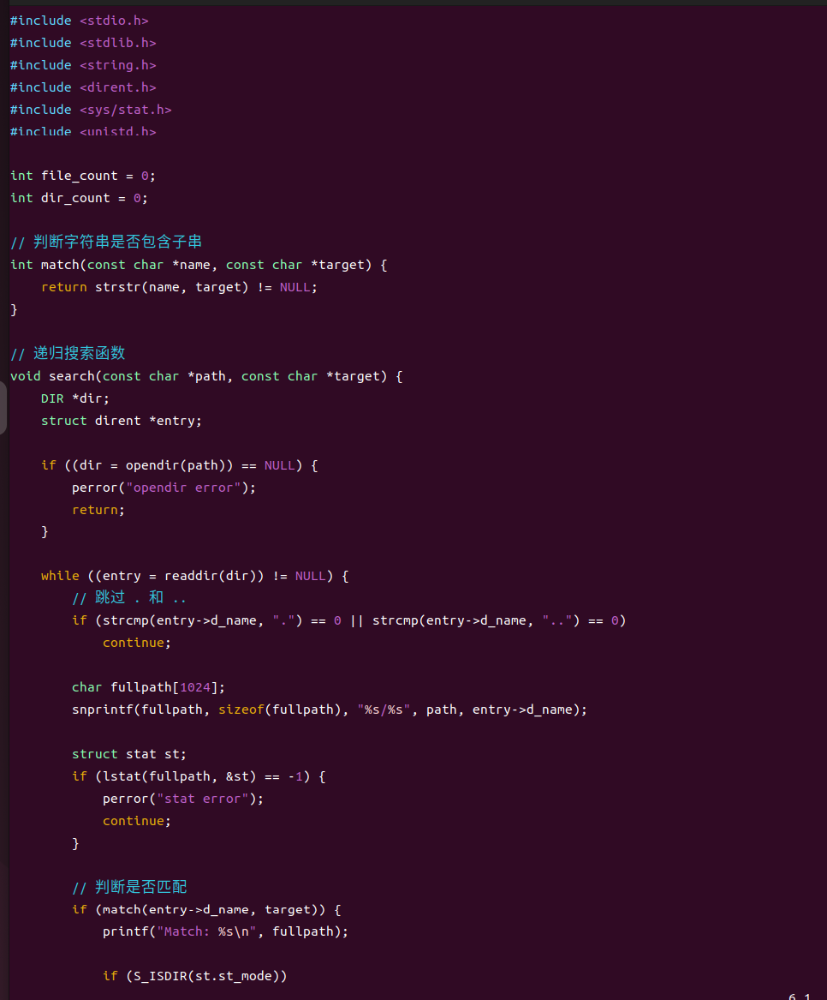 #include <stdio.h>
#include <stdlib.h>
#include <string.h>
#include <dirent.h>
#include <sys/stat.h>
#include <unistd.h>

int file_count = 0;
int dir_count = 0;

// 判断字符串是否包含子串
int match(const char *name, const char *target) {
    return strstr(name, target) != NULL;
}

// 递归搜索函数
void search(const char *path, const char *target) {
    DIR *dir;
    struct dirent *entry;

    if ((dir = opendir(path)) == NULL) {
        perror("opendir error");
        return;
    }

    while ((entry = readdir(dir)) != NULL) {
        // 跳过 . 和 ..
        if (strcmp(entry->d_name, ".") == 0 || strcmp(entry->d_name, "..") == 0)
            continue;

        char fullpath[1024];
        snprintf(fullpath, sizeof(fullpath), "%s/%s", path, entry->d_name);

        struct stat st;
        if (lstat(fullpath, &st) == -1) {
            perror("stat error");
            continue;
        }

        // 判断是否匹配
        if (match(entry->d_name, target)) {
            printf("Match: %s\n", fullpath);

            if (S_ISDIR(st.st_mode))